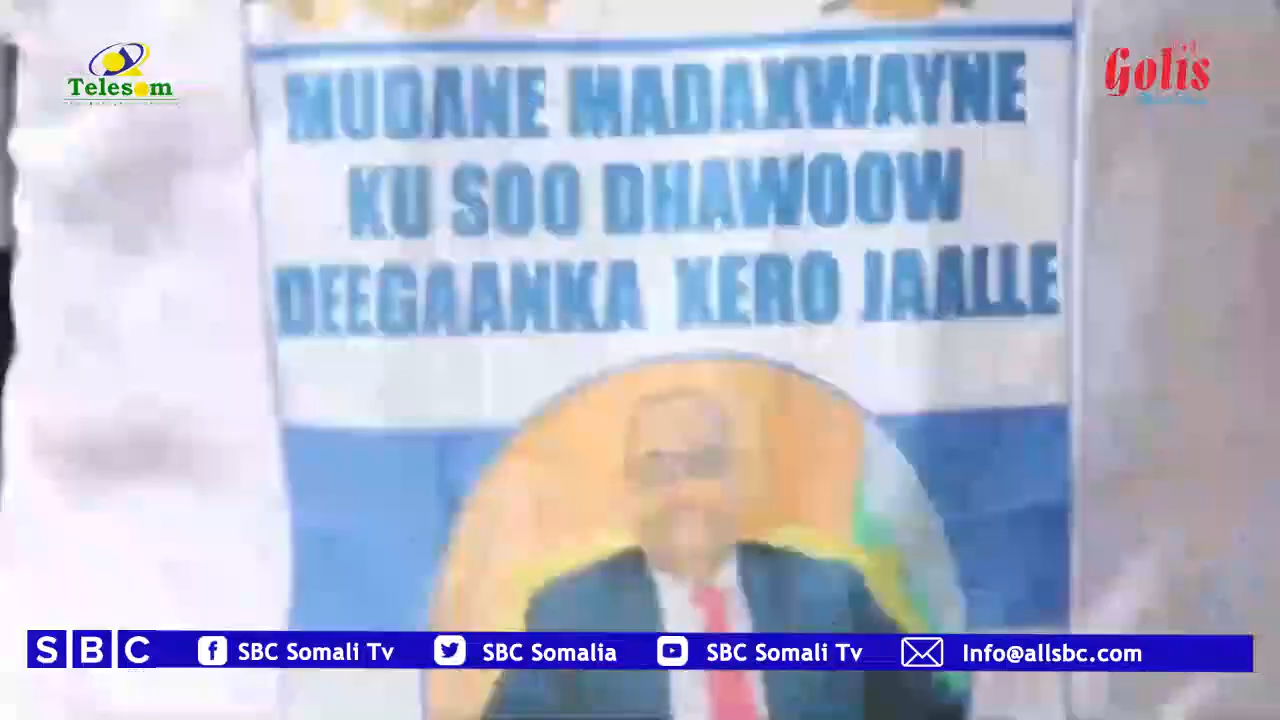 Telesom
Golis
MUDANE MADAXWAYNE
KU SOO DHAWOOW
DEEGAANKA XERO JAALLE
SBC
SBC Somali Tv
SBC Somalia
SBC Somali Tv
Info@allsbc.com